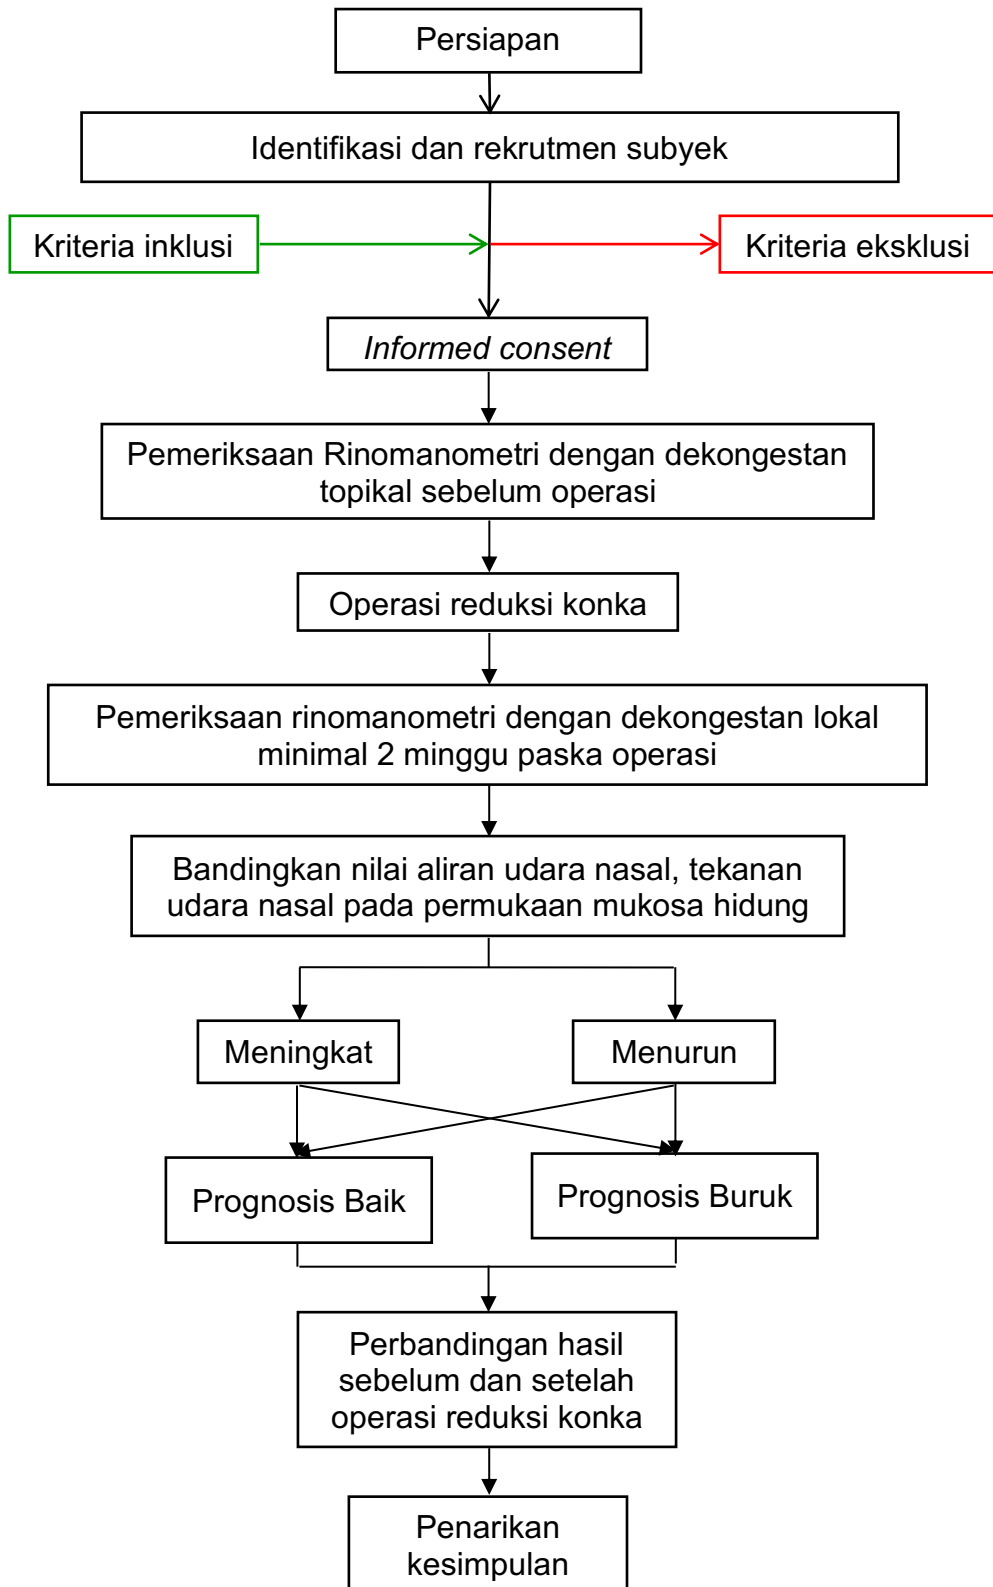 Persiapan
Identifikasi dan rekrutmen subyek
Kriteria inklusi
Kriteria eksklusi
Informed consent
Pemeriksaan Rinomanometri dengan dekongestan
topikal sebelum operasi
Operasi reduksi konka
Pemeriksaan rinomanometri dengan dekongestan lokal
minimal 2 minggu paska operasi
Bandingkan nilai aliran udara nasal, tekanan
udara nasal pada permukaan mukosa hidung
Meningkat
Menurun
Prognosis Baik
Prognosis Buruk
Perbandingan hasil
sebelum dan setelah
operasi reduksi konka
Penarikan
kesimpulan